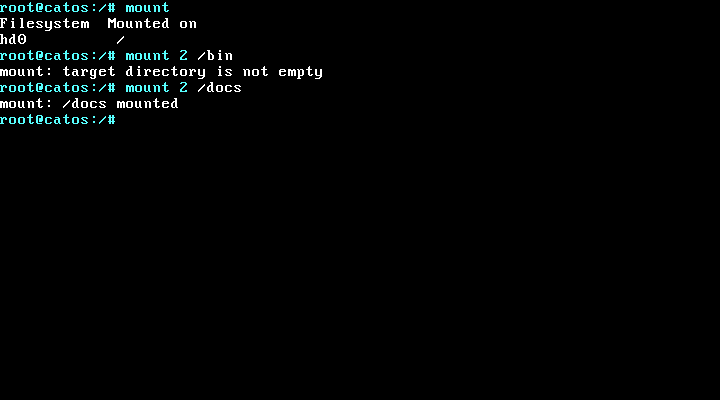 root@catos:/# mount
Filesystem  Mounted on
hd0          /
root@catos:/# mount 2 /bin
mount: target directory is not empty
root@catos:/# mount 2 /docs
mount: /docs mounted
root@catos:/#